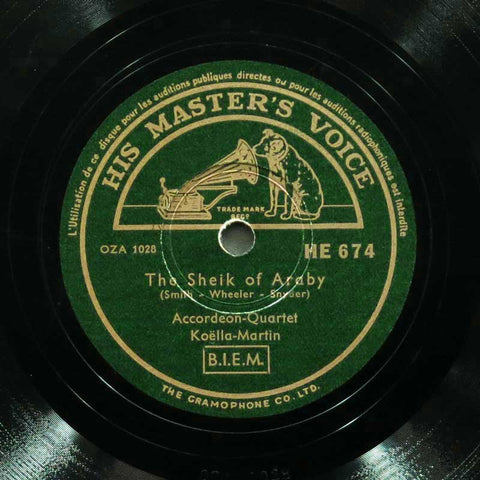 L'Utilisation de ce disque pour les auditions publiques directes ou pour les auditions radiophoniques est interdite
HIS MASTER'S VOICE
TRADE MARK
REGD
OZA 1028
HE 674
The Sheik of Araby
(Smith - Wheeler - Snyder)
Accordeon-Quartet
Koëlla-Martin
B.I.E.M.
THE GRAMOPHONE CO. LTD.